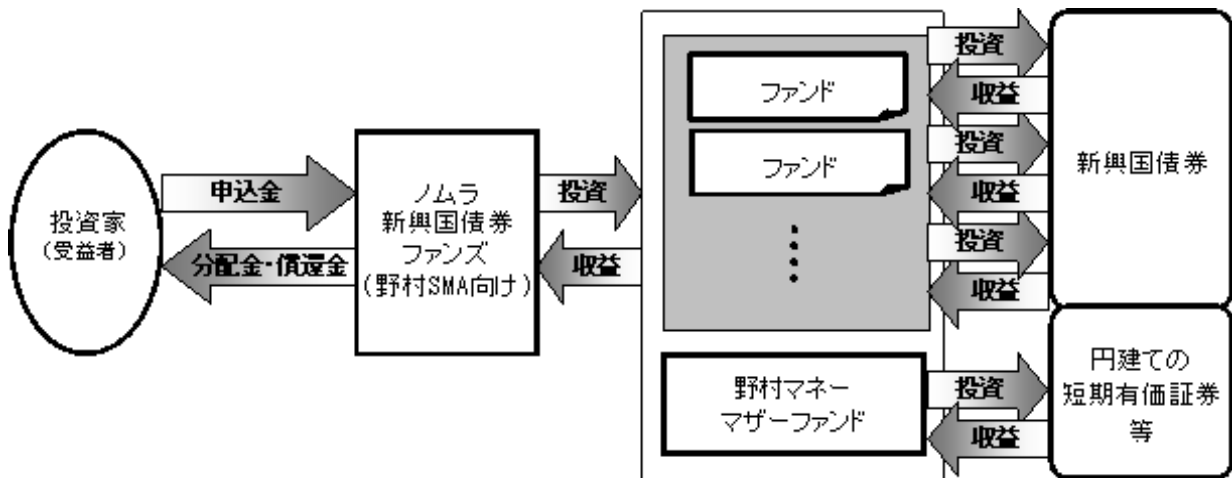 投資家
(受益者)
申込金
分配金・償還金
ノムラ
新興国債券
ファンズ
(野村SMA向け)
投資
収益
ファンド
ファンド
投資
収益
投資
収益
投資
収益
新興国債券
野村マネー
マザーファンド
投資
収益
円建ての
短期有価証券
等